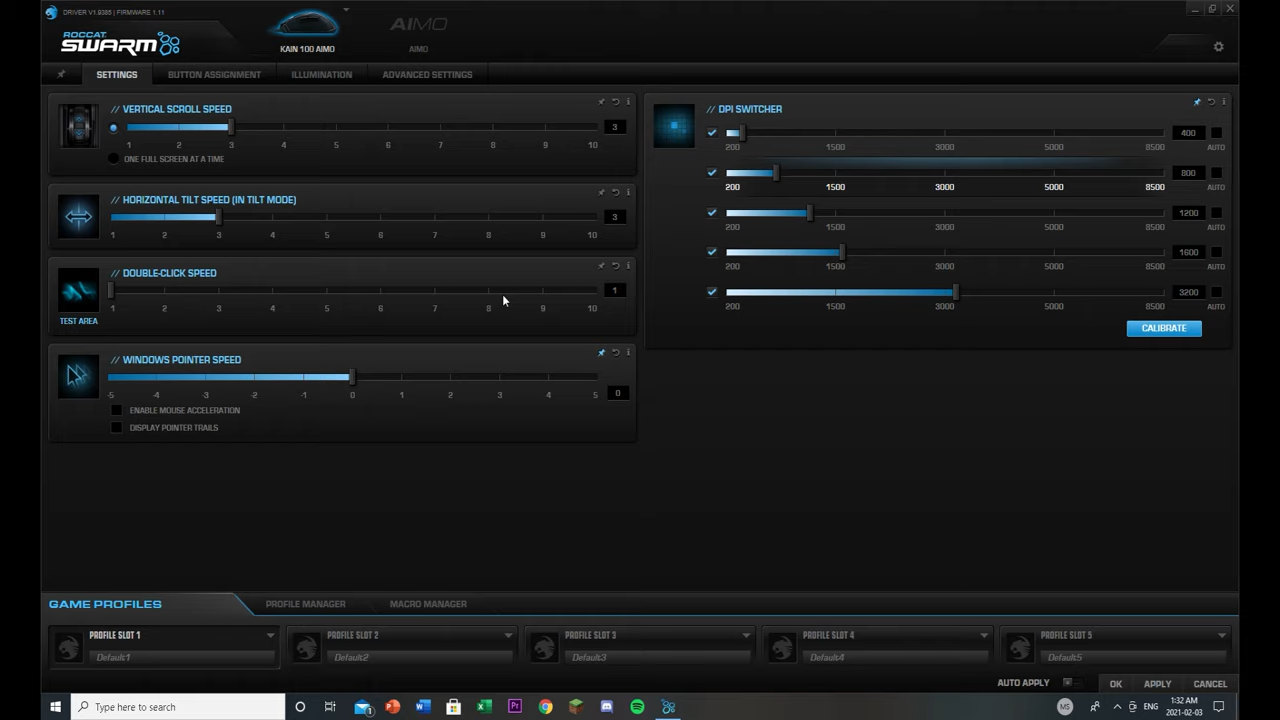 DRIVER V1.9385 | FIRMWARE 1.11
ROCCAT
SWARM
KAIN 100 AIMO
AIMO
AIMO
SETTINGS
BUTTON ASSIGNMENT
ILLUMINATION
ADVANCED SETTINGS
// VERTICAL SCROLL SPEED
3
1 2 3 4 5 6 7 8 9 10
ONE FULL SCREEN AT A TIME
// HORIZONTAL TILT SPEED (IN TILT MODE)
3
1 2 3 4 5 6 7 8 9 10
// DOUBLE-CLICK SPEED
1
1 2 3 4 5 6 7 8 9 10
TEST AREA
// WINDOWS POINTER SPEED
-5 -4 -3 -2 -1 0 1 2 3 4 5
0
ENABLE MOUSE ACCELERATION
DISPLAY POINTER TRAILS
// DPI SWITCHER
400
200 1500 3000 5000 8500 AUTO
800
200 1500 3000 5000 8500 AUTO
1200
200 1500 3000 5000 8500 AUTO
1600
200 1500 3000 5000 8500 AUTO
3200
200 1500 3000 5000 8500 AUTO
CALIBRATE
GAME PROFILES
PROFILE MANAGER
MACRO MANAGER
PROFILE SLOT 1
Default1
PROFILE SLOT 2
Default2
PROFILE SLOT 3
Default3
PROFILE SLOT 4
Default4
PROFILE SLOT 5
Default5
AUTO APPLY
OK
APPLY
CANCEL
Type here to search
MS
ENG
1:32 AM
2021-02-03